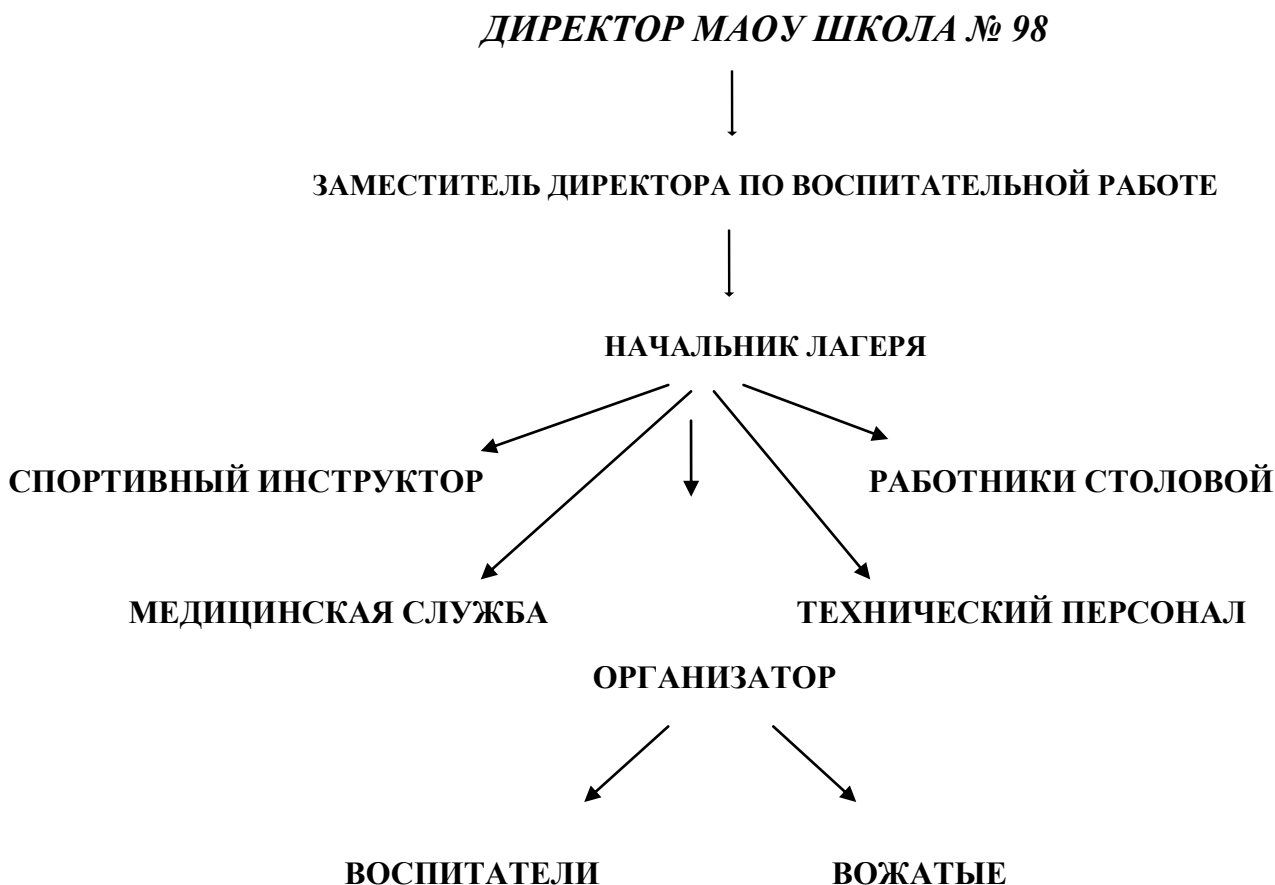 ДИРЕКТОР МАОУ ШКОЛА № 98
ЗАМЕСТИТЕЛЬ ДИРЕКТОРА ПО ВОСПИТАТЕЛЬНОЙ РАБОТЕ
НАЧАЛЬНИК ЛАГЕРЯ
СПОРТИВНЫЙ ИНСТРУКТОР
РАБОТНИКИ СТОЛОВОЙ
МЕДИЦИНСКАЯ СЛУЖБА
ТЕХНИЧЕСКИЙ ПЕРСОНАЛ
ОРГАНИЗАТОР
ВОСПИТАТЕЛИ
ВОЖАТЫЕ